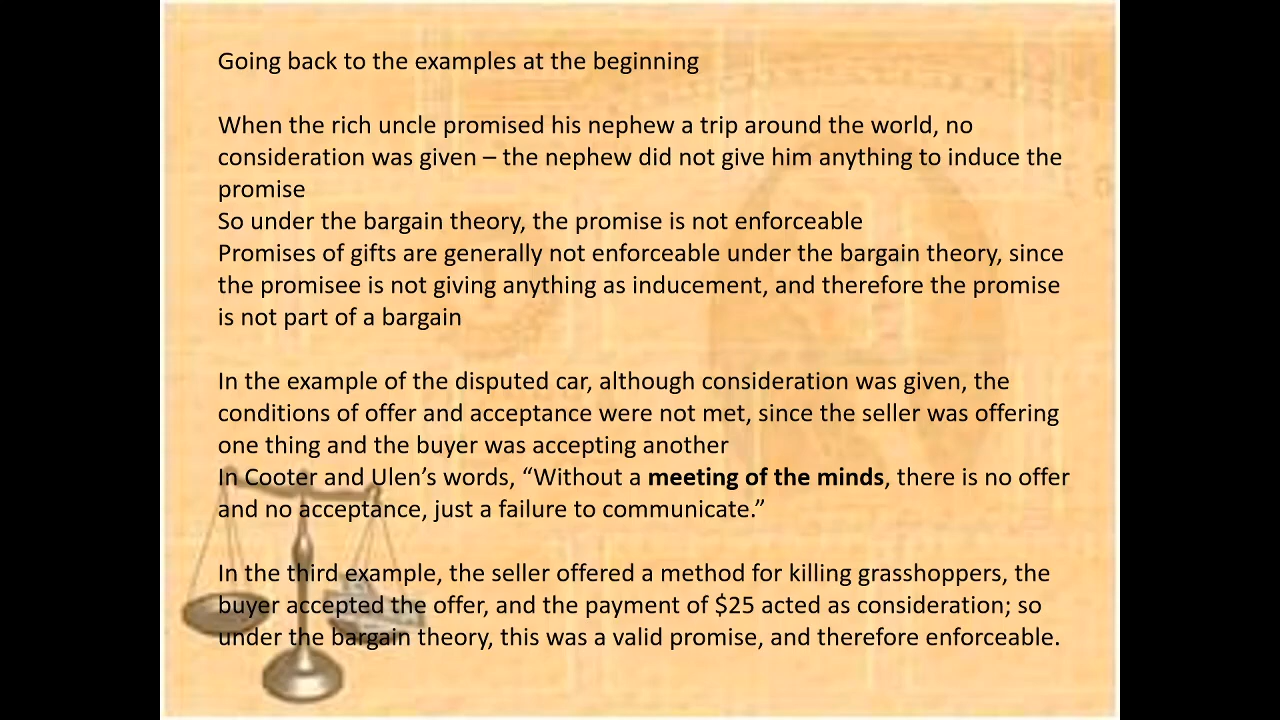 Going back to the examples at the beginning
When the rich uncle promised his nephew a trip around the world, no
consideration was given – the nephew did not give him anything to induce the
promise
So under the bargain theory, the promise is not enforceable
Promises of gifts are generally not enforceable under the bargain theory, since
the promisee is not giving anything as inducement, and therefore the promise
is not part of a bargain
In the example of the disputed car, although consideration was given, the
conditions of offer and acceptance were not met, since the seller was offering
one thing and the buyer was accepting another
In Cooter and Ulen’s words, “Without a meeting of the minds, there is no offer
and no acceptance, just a failure to communicate.”
In the third example, the seller offered a method for killing grasshoppers, the
buyer accepted the offer, and the payment of $25 acted as consideration; so
under the bargain theory, this was a valid promise, and therefore enforceable.